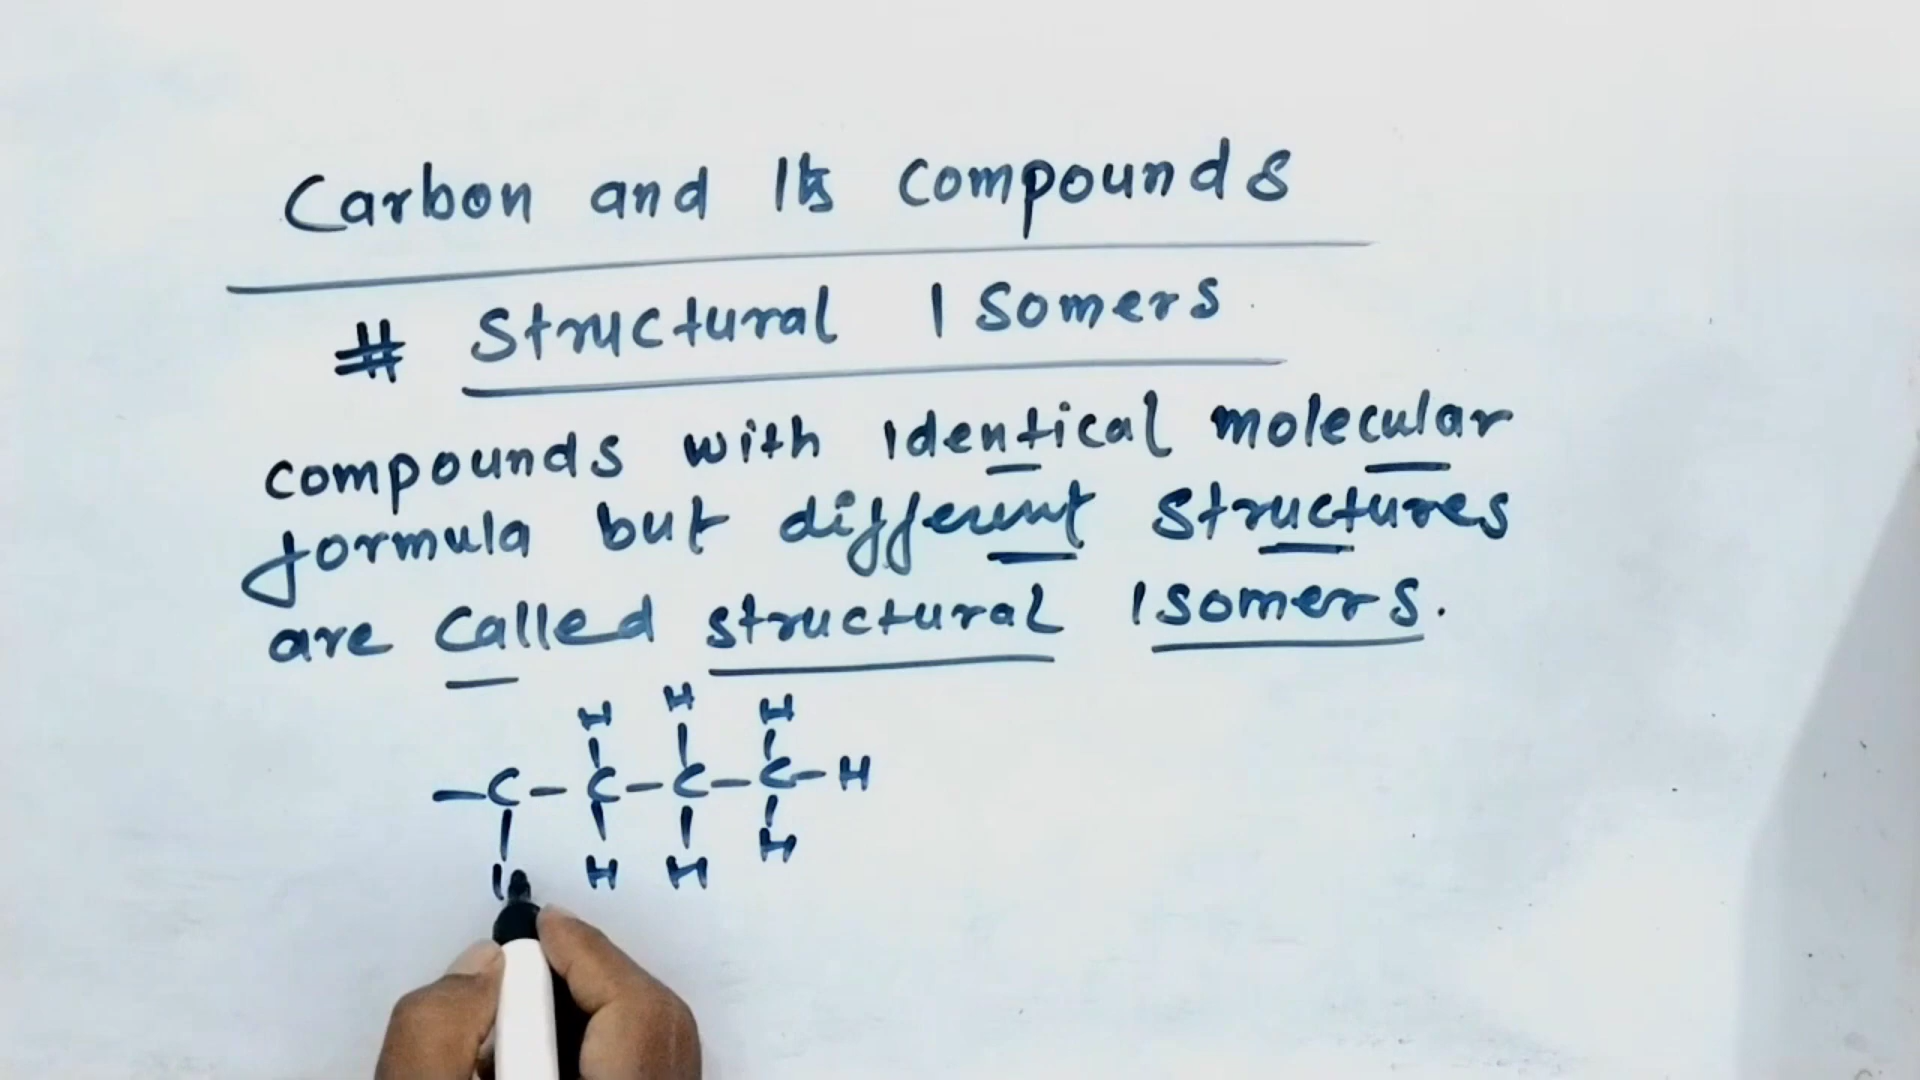 Carbon and Its compounds
# Structural Isomers
compounds with identical molecular
formula but different structures
are called structural Isomers.
H H H
-C-C-C-C-H
H H H